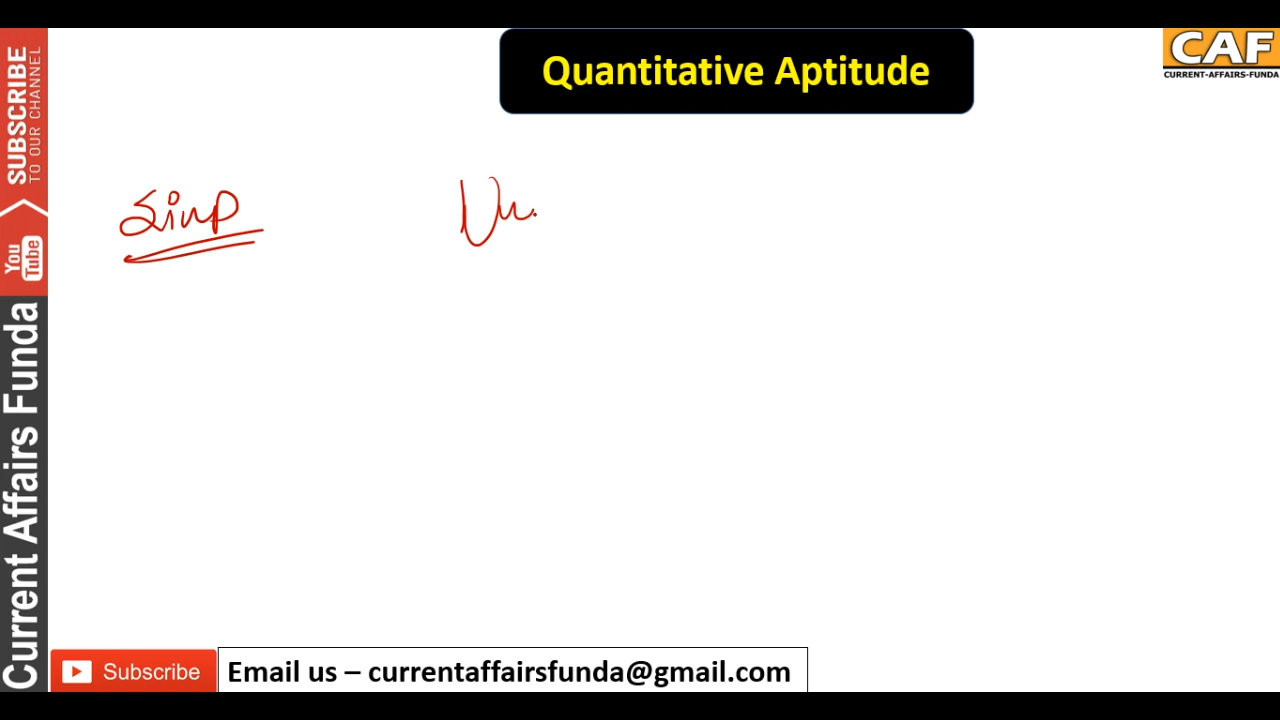 Quantitative Aptitude
CAF
CURRENT-AFFAIRS-FUNDA
SUBSCRIBE
TO OUR CHANNEL
You
Tube
Current Affairs Funda
Subscribe
Email us – currentaffairsfunda@gmail.com